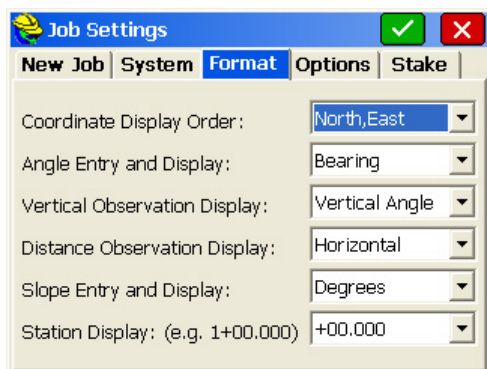 Job Settings
New Job System Format Options Stake
Coordinate Display Order: North,East
Angle Entry and Display: Bearing
Vertical Observation Display: Vertical Angle
Distance Observation Display: Horizontal
Slope Entry and Display: Degrees
Station Display: (e.g. 1+00.000) +00.000